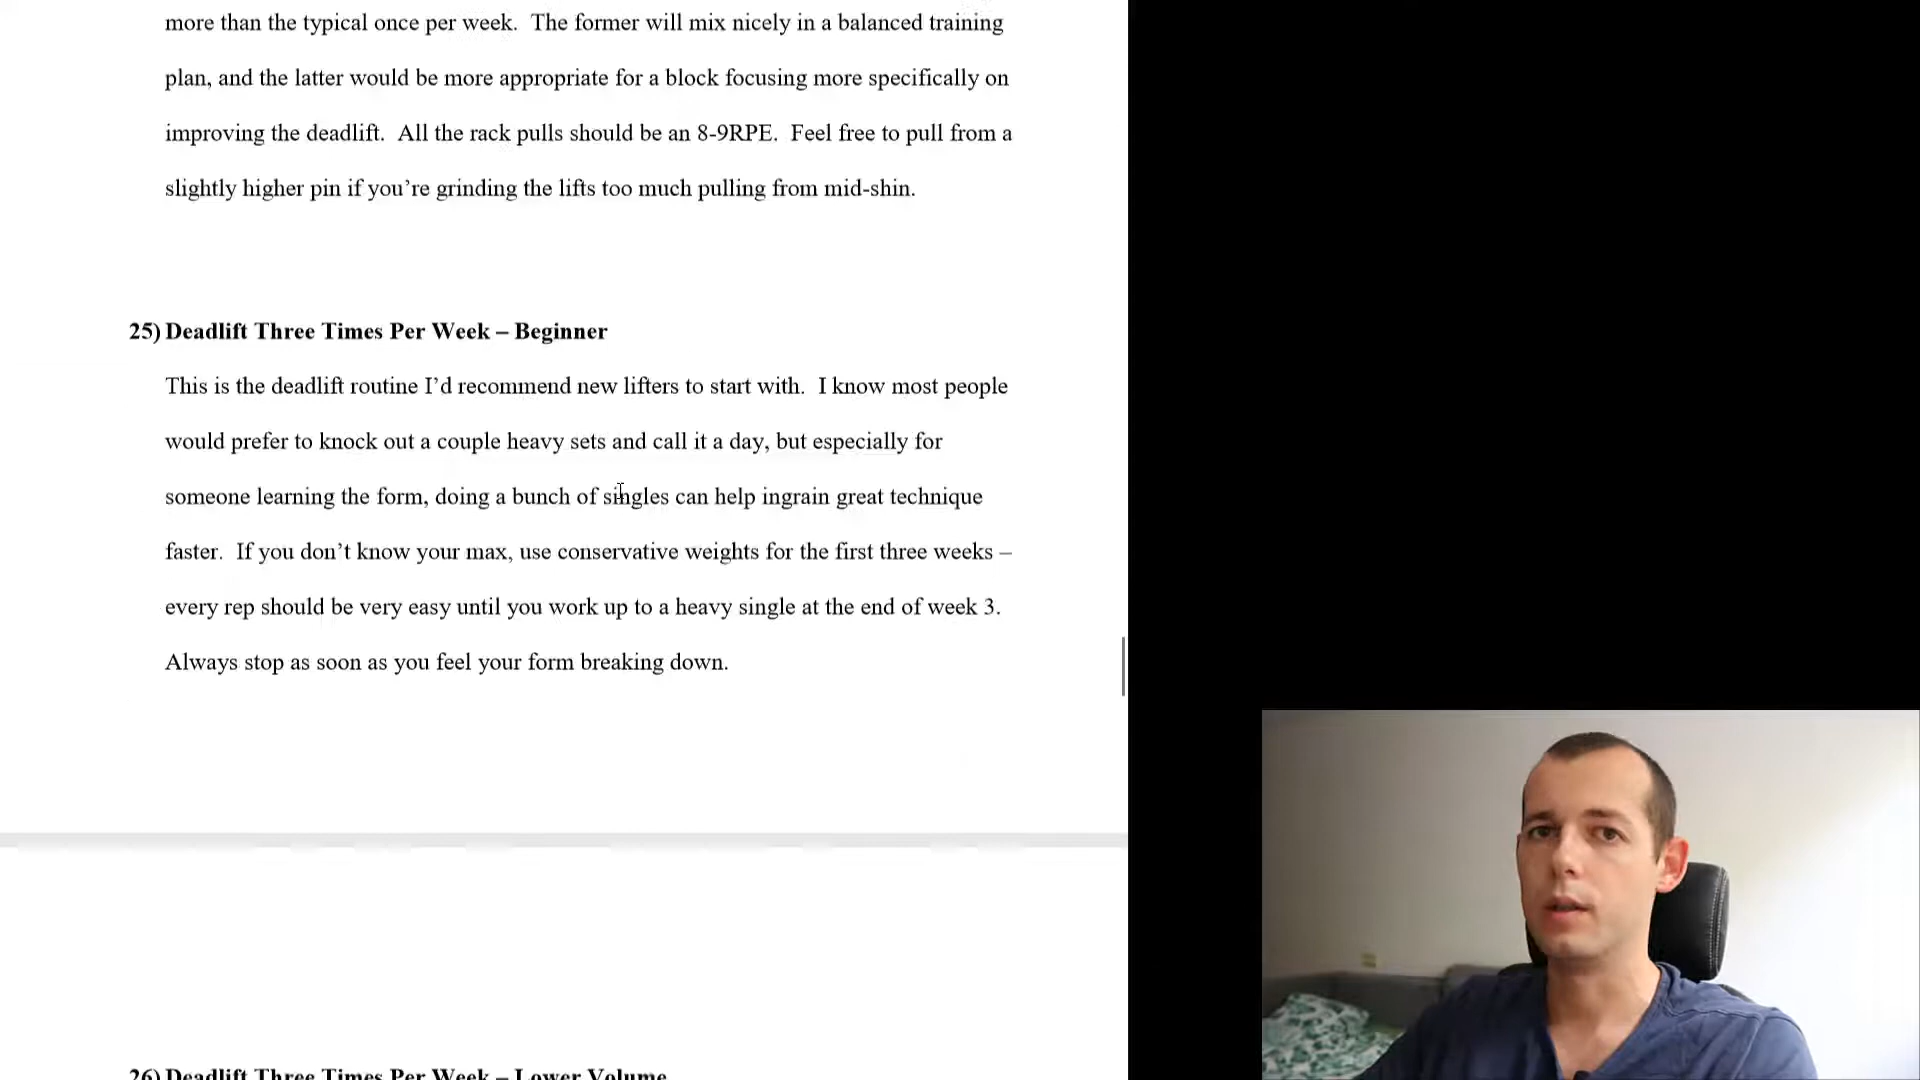 more than the typical once per week.  The former will mix nicely in a balanced training
plan, and the latter would be more appropriate for a block focusing more specifically on
improving the deadlift.  All the rack pulls should be an 8-9RPE.  Feel free to pull from a
slightly higher pin if you’re grinding the lifts too much pulling from mid-shin.
25) Deadlift Three Times Per Week – Beginner
This is the deadlift routine I’d recommend new lifters to start with.  I know most people
would prefer to knock out a couple heavy sets and call it a day, but especially for
someone learning the form, doing a bunch of singles can help ingrain great technique
faster.  If you don’t know your max, use conservative weights for the first three weeks –
every rep should be very easy until you work up to a heavy single at the end of week 3.
Always stop as soon as you feel your form breaking down.
26) Deadlift Three Times Per Week – Lower Volume